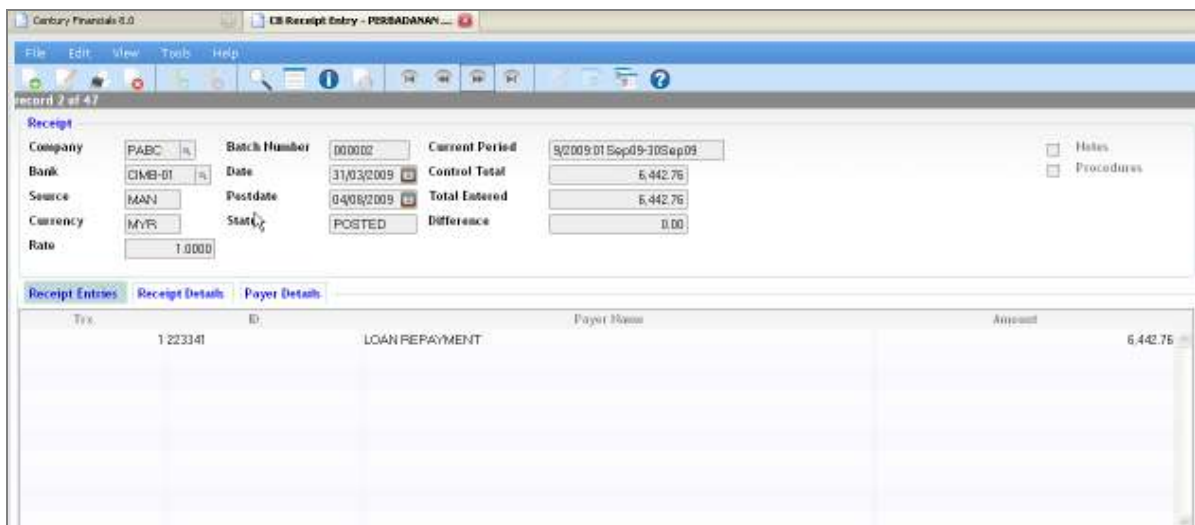 Century Financials 6.0
CB Receipt Entry - PERBADANAN ....
File Edit View Tools Help
record 2 of 47
Receipt
Company PABC Batch Number 000002 Current Period 9/2009:01Sep09-30Sep09 Notes
Bank CIMB-01 Date 31/03/2009 Control Total 6,442.76 Procedures
Source MAN Postdate 04/08/2009 Total Entered 6,442.76
Currency MYR State POSTED Difference 0.00
Rate 1.0000
Receipt Entries Receipt Details Payer Details
Trx. ID Payer Name Amount
1 223341 LOAN REPAYMENT 6,442.76